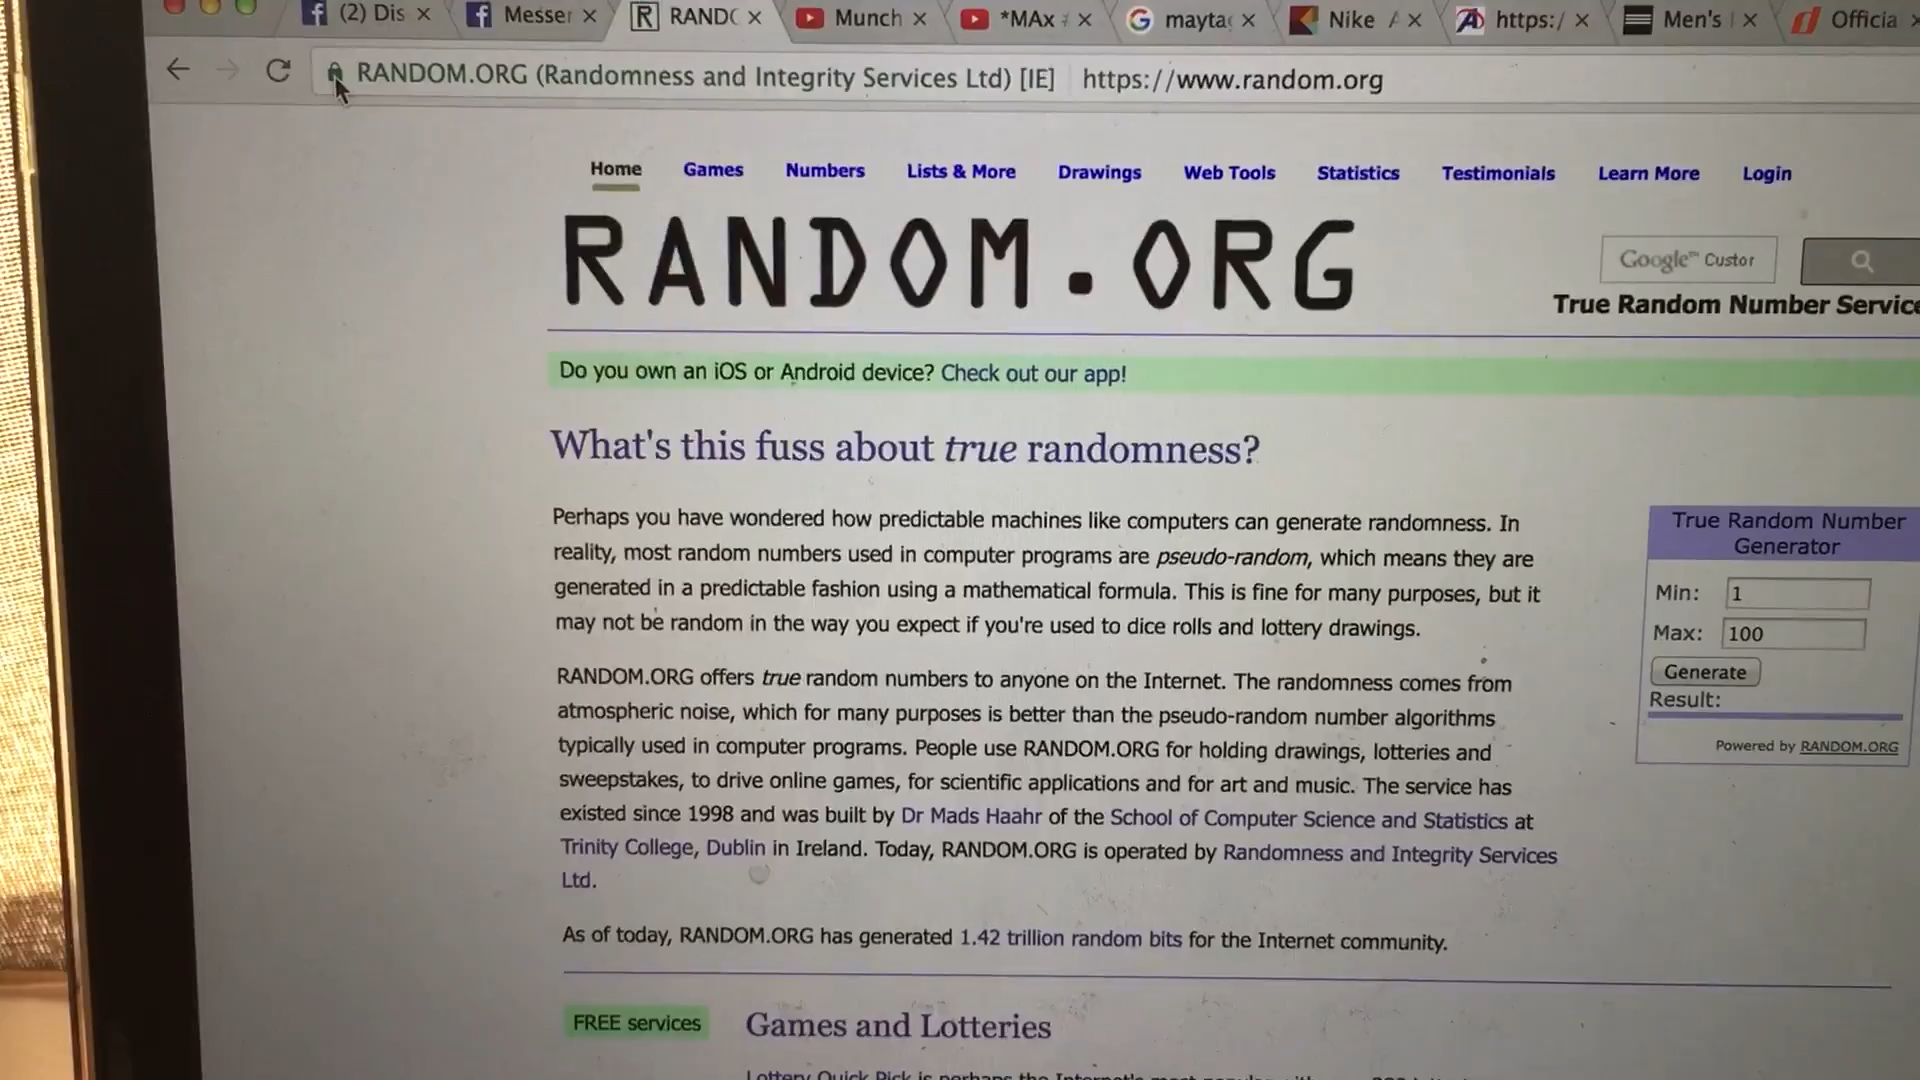 (2) Dis
Messer
RAND
Munch
*MAx
mayta
Nike
https:/
Men's
Officia
RANDOM.ORG (Randomness and Integrity Services Ltd) [IE] https://www.random.org
Home Games Numbers Lists & More Drawings Web Tools Statistics Testimonials Learn More Login
RANDOM.ORG
Google™ Custor
True Random Number Service
Do you own an iOS or Android device? Check out our app!
What's this fuss about true randomness?
Perhaps you have wondered how predictable machines like computers can generate randomness. In
reality, most random numbers used in computer programs are pseudo-random, which means they are
generated in a predictable fashion using a mathematical formula. This is fine for many purposes, but it
may not be random in the way you expect if you're used to dice rolls and lottery drawings.
RANDOM.ORG offers true random numbers to anyone on the Internet. The randomness comes from
atmospheric noise, which for many purposes is better than the pseudo-random number algorithms
typically used in computer programs. People use RANDOM.ORG for holding drawings, lotteries and
sweepstakes, to drive online games, for scientific applications and for art and music. The service has
existed since 1998 and was built by Dr Mads Haahr of the School of Computer Science and Statistics at
Trinity College, Dublin in Ireland. Today, RANDOM.ORG is operated by Randomness and Integrity Services
Ltd.
As of today, RANDOM.ORG has generated 1.42 trillion random bits for the Internet community.
True Random Number
Generator
Min: 1
Max: 100
Generate
Result:
Powered by RANDOM.ORG
FREE services
Games and Lotteries
Lottery Quick Pick is perhaps the Internet's most